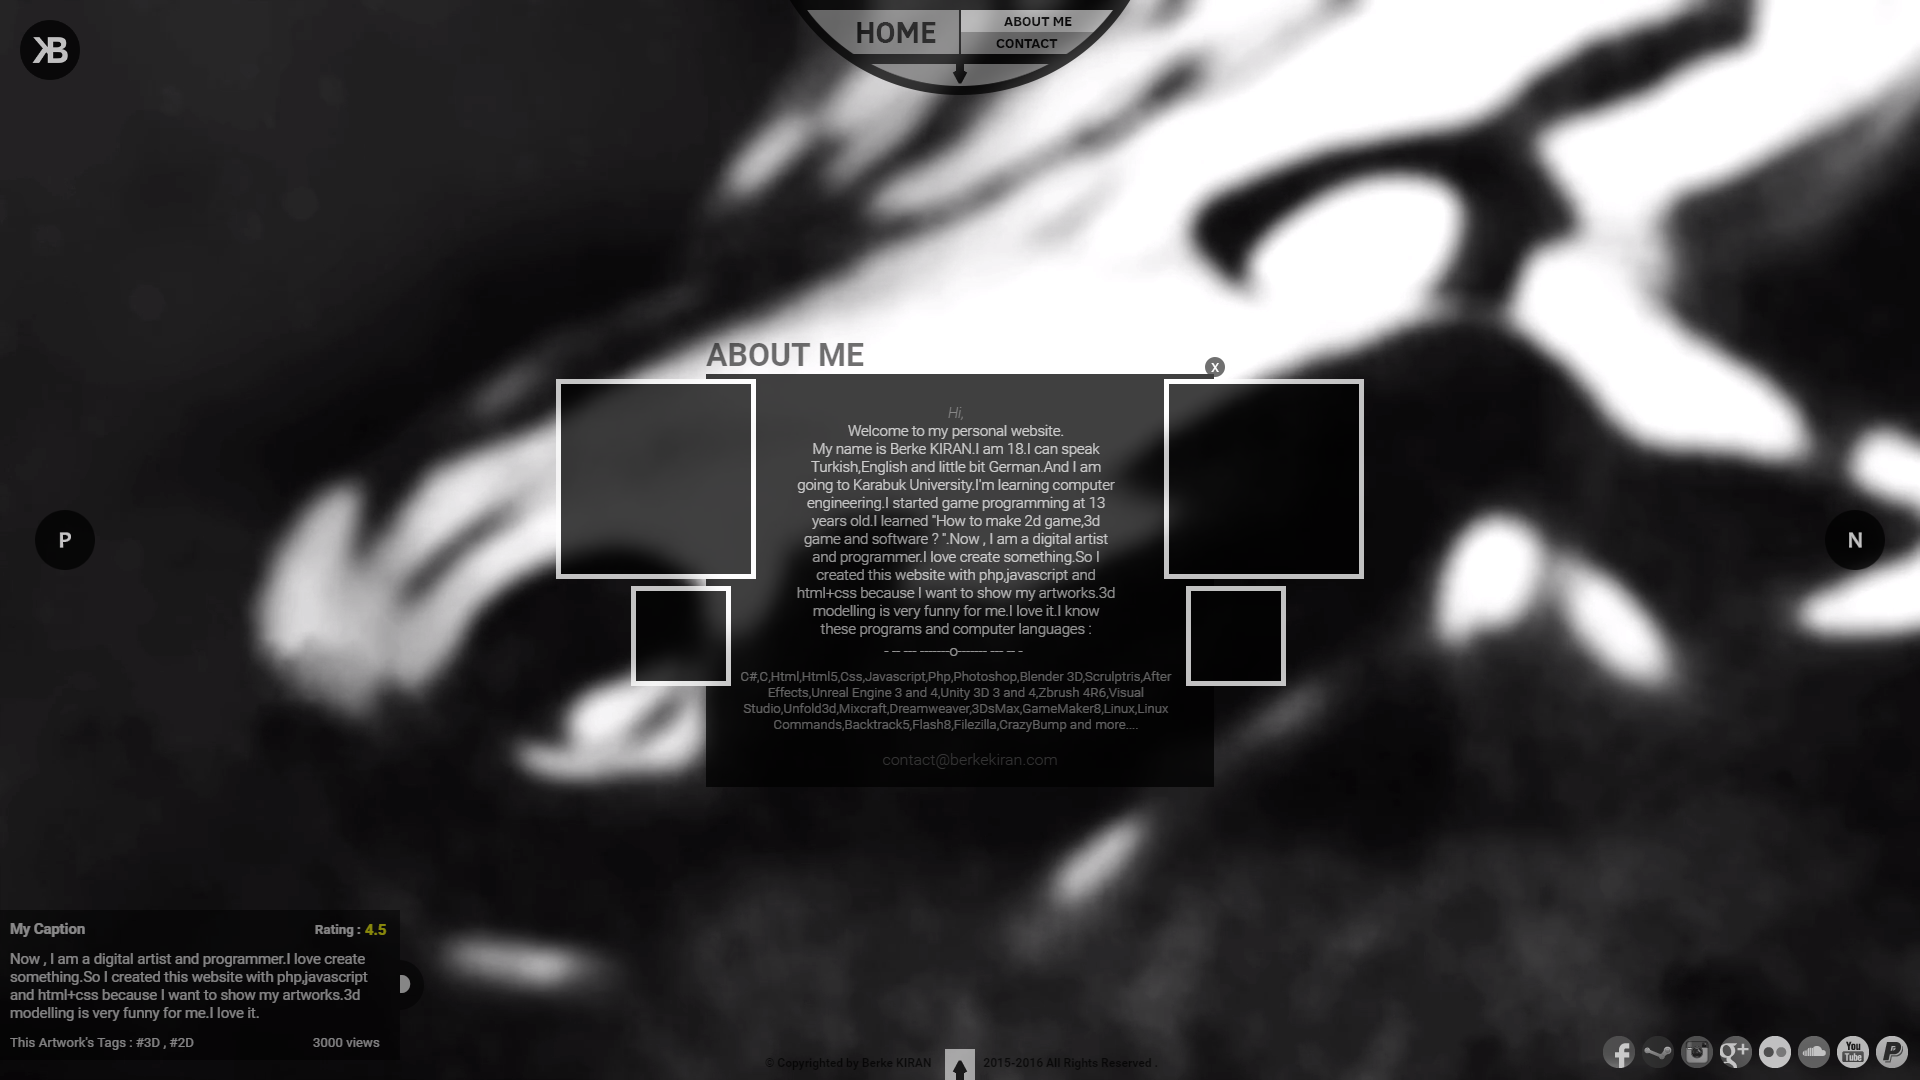 KB
HOME
ABOUT ME
CONTACT
ABOUT ME
X
Hi,
Welcome to my personal website.
My name is Berke KIRAN.I am 18.I can speak
Turkish,English and little bit German.And I am
going to Karabuk University.I'm learning computer
engineering.I started game programming at 13
years old.I learned "How to make 2d game,3d
game and software ? ".Now , I am a digital artist
and programmer.I love create something.So I
created this website with php,javascript and
html+css because I want to show my artworks.3d
modelling is very funny for me.I love it.I know
these programs and computer languages :
- -- --- -------o------- --- -- -
C#,C,Html,Html5,Css,Javascript,Php,Photoshop,Blender 3D,Scrulptris,After
Effects,Unreal Engine 3 and 4,Unity 3D 3 and 4,Zbrush 4R6,Visual
Studio,Unfold3d,Mixcraft,Dreamweaver,3DsMax,GameMaker8,Linux,Linux
Commands,Backtrack5,Flash8,Filezilla,CrazyBump and more....
contact@berkekiran.com
P
N
My Caption
Rating : 4.5
Now , I am a digital artist and programmer.I love create
something.So I created this website with php,javascript
and html+css because I want to show my artworks.3d
modelling is very funny for me.I love it.
This Artwork's Tags : #3D , #2D
3000 views
© Copyrighted by Berke KIRAN
2015-2016 All Rights Reserved .
f
g+
You
Tube
P